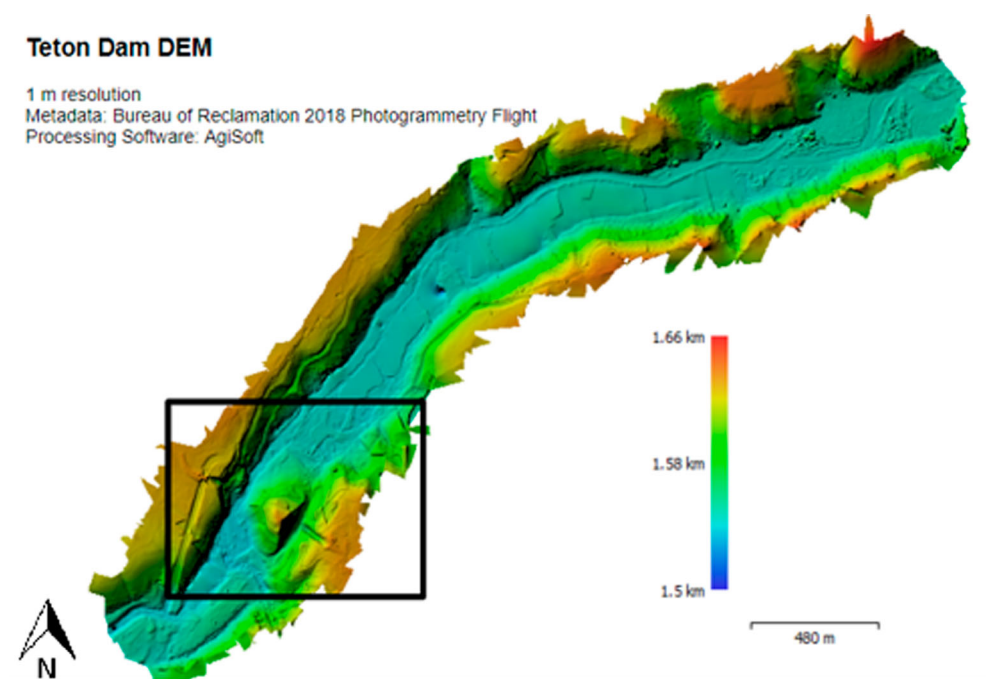 Teton Dam DEM
1 m resolution
Metadata: Bureau of Reclamation 2018 Photogrammetry Flight
Processing Software: AgiSoft
1.66 km
1.58 km
1.5 km
480 m
N